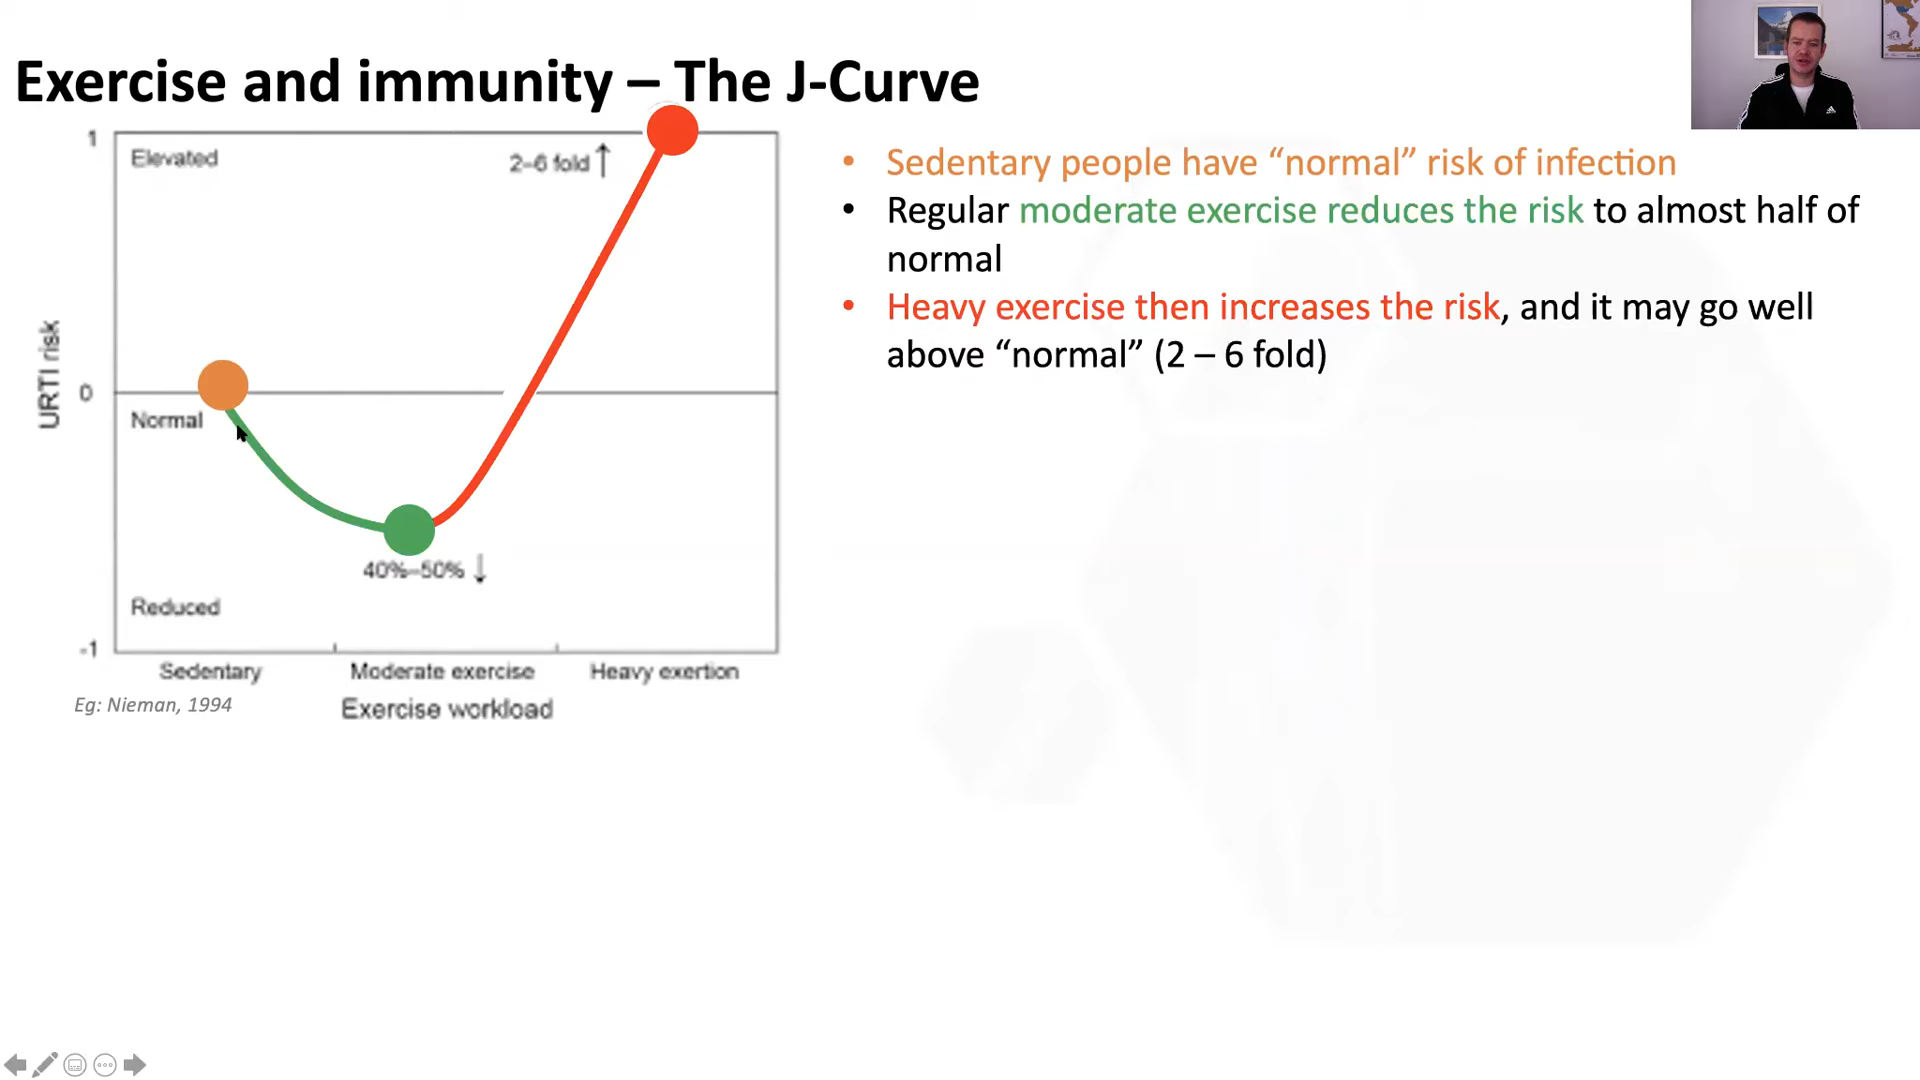 Exercise and immunity – The J-Curve
1
Elevated
2–6 fold ↑
URTI risk
0
Normal
40%–50% ↓
Reduced
-1
Sedentary
Moderate exercise
Heavy exertion
Eg: Nieman, 1994
Exercise workload
• Sedentary people have “normal” risk of infection
• Regular moderate exercise reduces the risk to almost half of
normal
• Heavy exercise then increases the risk, and it may go well
above “normal” (2 – 6 fold)